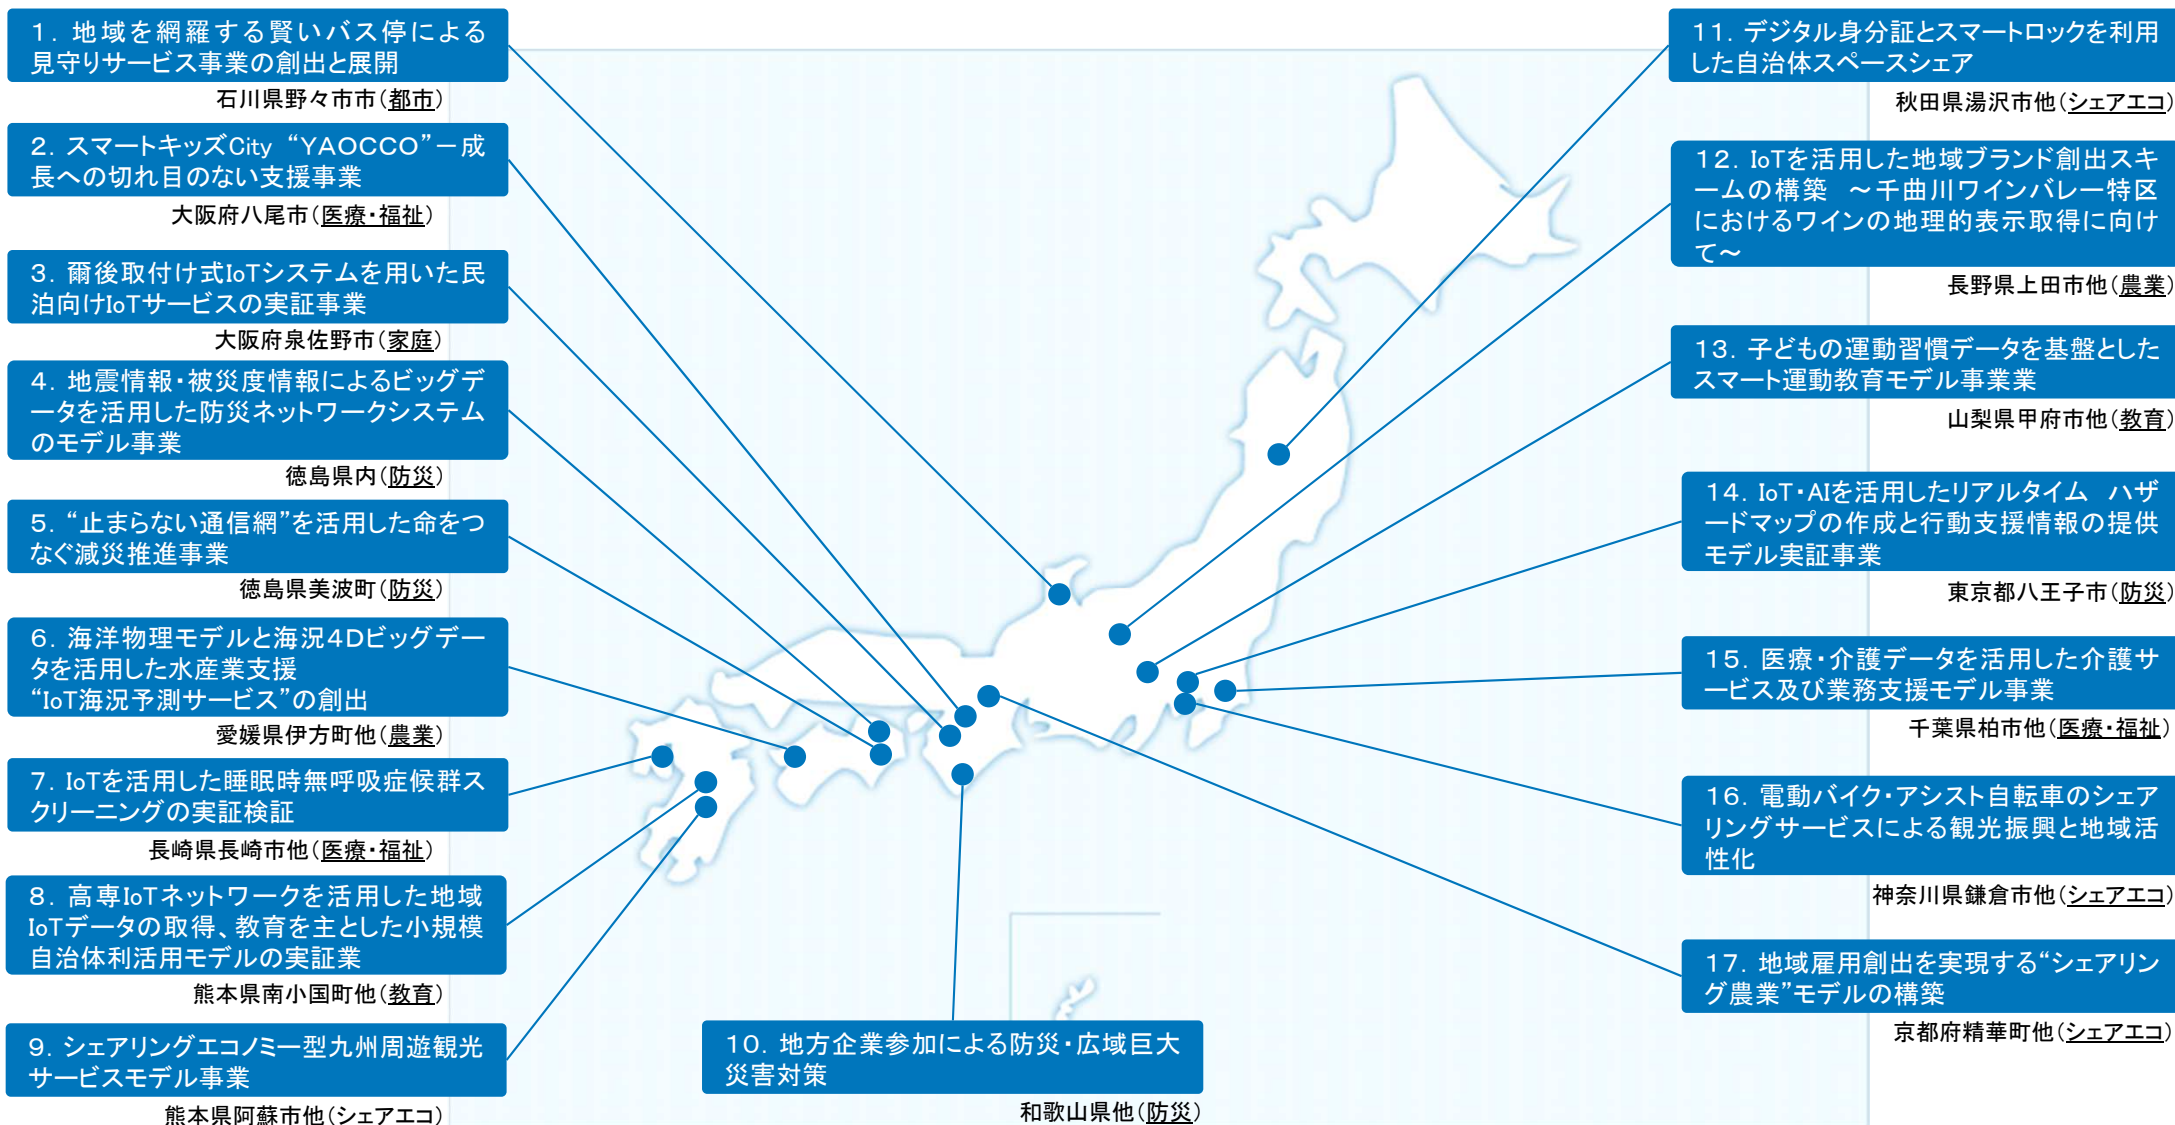 1. 地域を網羅する賢いバス停による
見守りサービス事業の創出と展開
石川県野々市市(都市)
2. スマートキッズCity “YAOCCO”－成
長への切れ目のない支援事業
大阪府八尾市(医療・福祉)
3. 爾後取付け式IoTシステムを用いた民
泊向けIoTサービスの実証事業
大阪府泉佐野市(家庭)
4. 地震情報・被災度情報によるビッグデ
ータを活用した防災ネットワークシステム
のモデル事業
徳島県内(防災)
5. “止まらない通信網”を活用した命をつ
なぐ減災推進事業
徳島県美波町(防災)
6. 海洋物理モデルと海況4Dビッグデー
タを活用した水産業支援
“IoT海況予測サービス”の創出
愛媛県伊方町他(農業)
7. IoTを活用した睡眠時無呼吸症候群ス
クリーニングの実証検証
長崎県長崎市他(医療・福祉)
8. 高専IoTネットワークを活用した地域
IoTデータの取得、教育を主とした小規模
自治体利活用モデルの実証業
熊本県南小国町他(教育)
9. シェアリングエコノミー型九州周遊観光
サービスモデル事業
熊本県阿蘇市他(シェアエコ)
10. 地方企業参加による防災・広域巨大
災害対策
和歌山県他(防災)
11. デジタル身分証とスマートロックを利用
した自治体スペースシェア
秋田県湯沢市他(シェアエコ)
12. IoTを活用した地域ブランド創出スキ
ームの構築 ～千曲川ワインバレー特区
におけるワインの地理的表示取得に向け
て～
長野県上田市他(農業)
13. 子どもの運動習慣データを基盤とした
スマート運動教育モデル事業業
山梨県甲府市他(教育)
14. IoT・AIを活用したリアルタイム ハザ
ードマップの作成と行動支援情報の提供
モデル実証事業
東京都八王子市(防災)
15. 医療・介護データを活用した介護サ
ービス及び業務支援モデル事業
千葉県柏市他(医療・福祉)
16. 電動バイク・アシスト自転車のシェア
リングサービスによる観光振興と地域活
性化
神奈川県鎌倉市他(シェアエコ)
17. 地域雇用創出を実現する“シェアリン
グ農業”モデルの構築
京都府精華町他(シェアエコ)